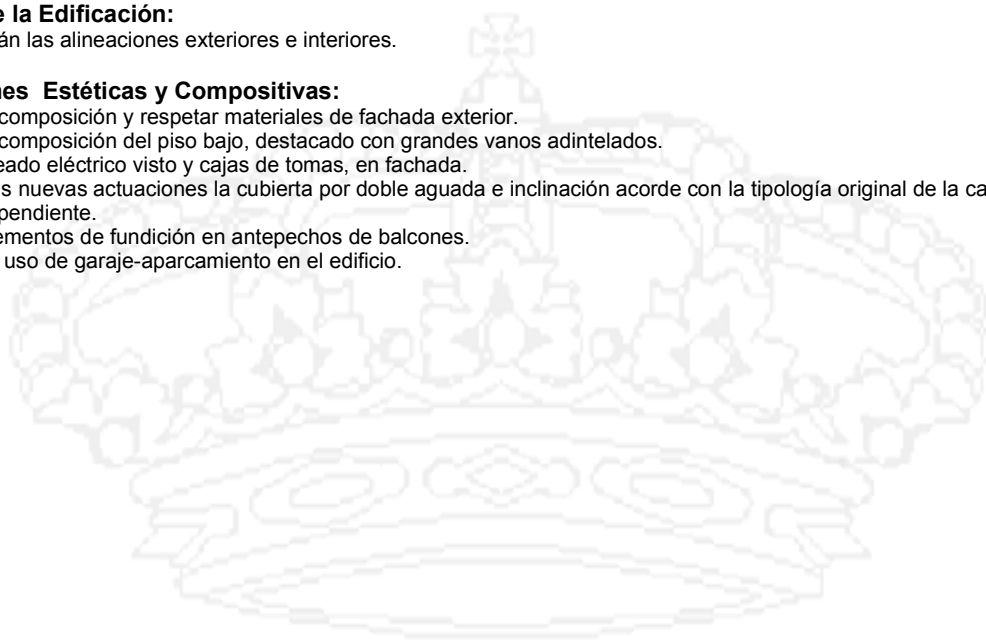 e la Edificación:
án las alineaciones exteriores e interiores.
nes Estéticas y Compositivas:
composición y respetar materiales de fachada exterior.
composición del piso bajo, destacado con grandes vanos adintelados.
eado eléctrico visto y cajas de tomas, en fachada.
s nuevas actuaciones la cubierta por doble aguada e inclinación acorde con la tipología original de la ca
pendiente.
ementos de fundición en antepechos de balcones.
uso de garaje-aparcamiento en el edificio.